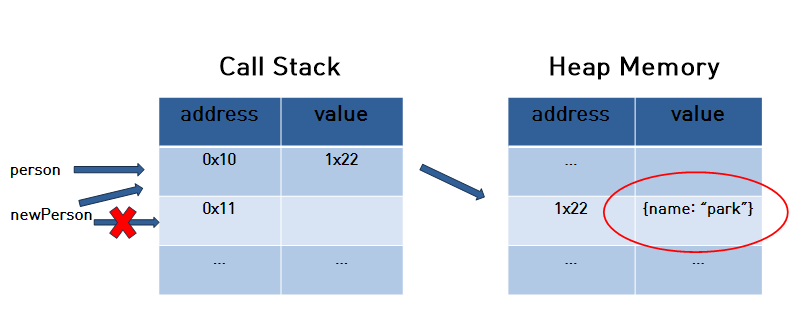 Call Stack
Heap Memory
address value
address value
person
0x10 1x22
...
newPerson
0x11
1x22 {name: “park”}
... ...
... ...